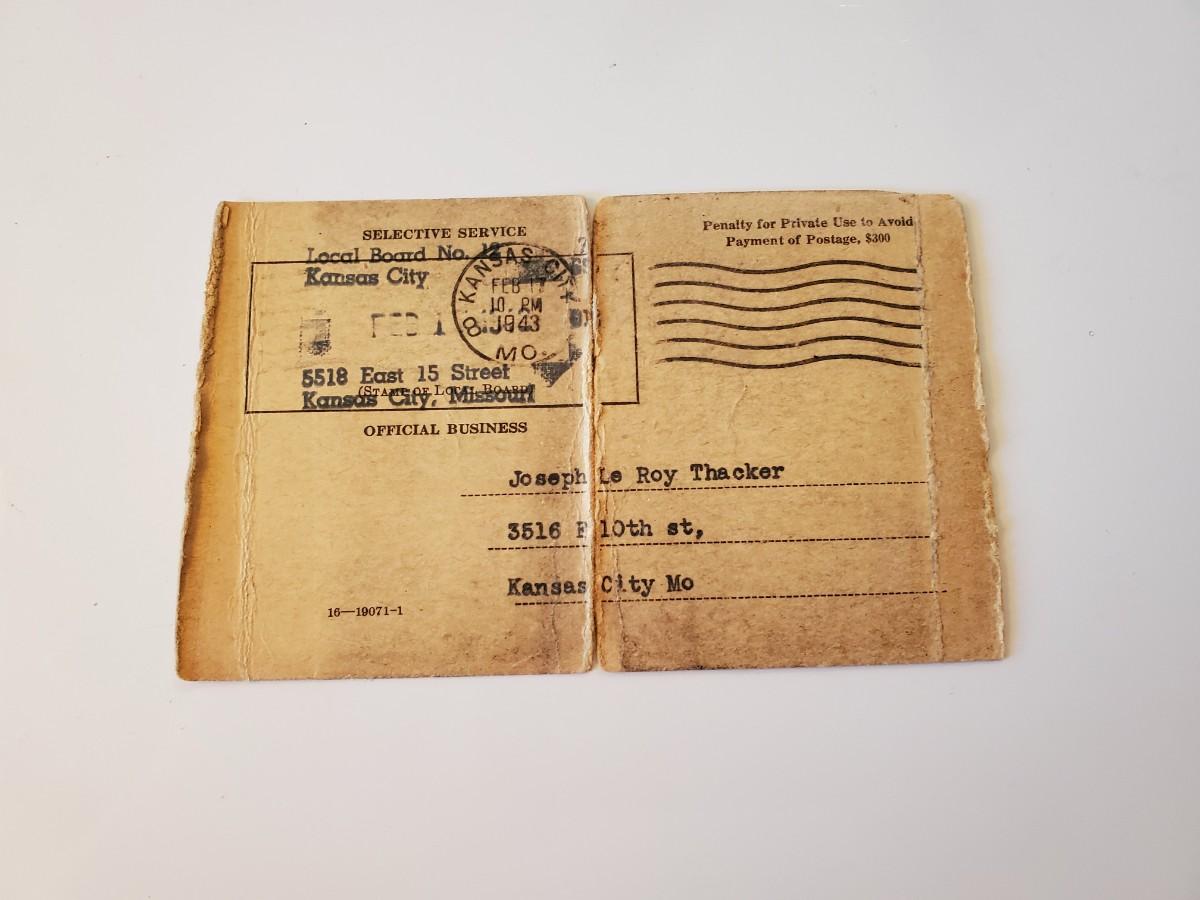 SELECTIVE SERVICE
Local Board No.
Kansas City
FEB 1
5518 East 15 Street
(STAMP OF LOCAL BOARD)
Kansas City, Missouri
OFFICIAL BUSINESS
KANSAS CITY
FEB
10. PM
1943
MO.
8
Penalty for Private Use to Avoid
Payment of Postage, $300
Joseph Le Roy Thacker
3516 E 10th st,
Kansas City Mo
16—19071-1